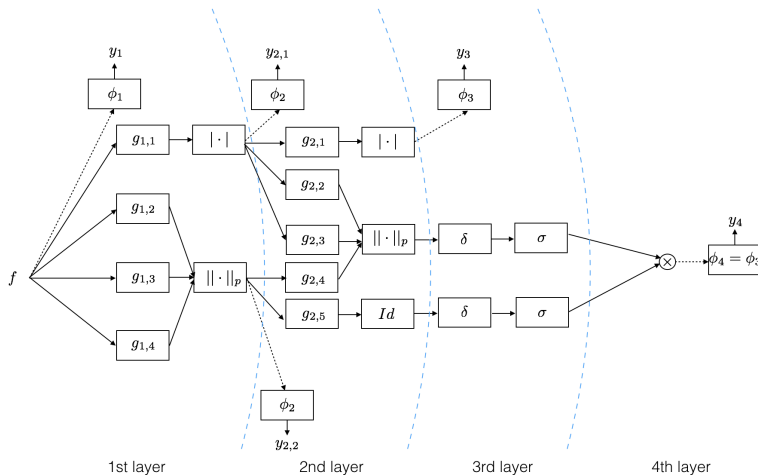 y₁ y₂,₁ y₃
ϕ₁ ϕ₂ ϕ₃
g₁,₁ | · | g₂,₁ | · |
g₂,₂
g₁,₂
y₄
g₂,₃ || · ||ₚ δ σ
⊗ ϕ₄ = ϕ₃
f g₁,₃ || · ||ₚ g₂,₄
g₂,₅ Id δ σ
g₁,₄
ϕ₂
y₂,₂
1st layer 2nd layer 3rd layer 4th layer